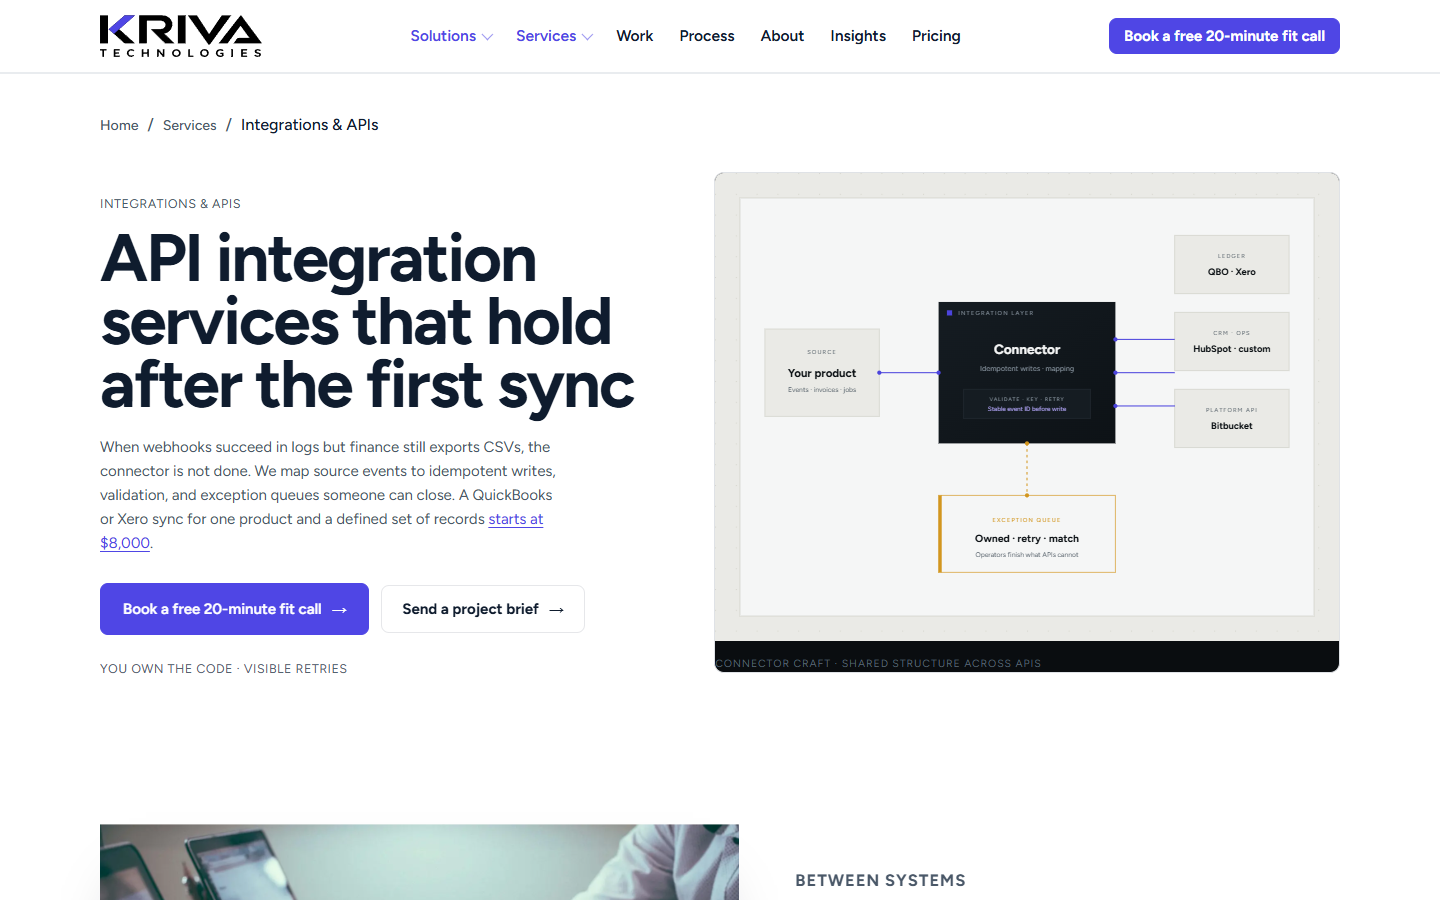 KRIVA
TECHNOLOGIES
Solutions
Services
Work
Process
About
Insights
Pricing
Book a free 20-minute fit call
Home / Services / Integrations & APIs
INTEGRATIONS & APIS
API integration
services that hold
after the first sync
When webhooks succeed in logs but finance still exports CSVs, the
connector is not done. We map source events to idempotent writes,
validation, and exception queues someone can close. A QuickBooks
or Xero sync for one product and a defined set of records starts at
$8,000.
Book a free 20-minute fit call →
Send a project brief →
YOU OWN THE CODE · VISIBLE RETRIES
SOURCE
Your product
Events · invoices · jobs
INTEGRATION LAYER
Connector
Idempotent writes · mapping
VALIDATE · KEY · RETRY
Stable event ID before write
LEDGER
QBO · Xero
CRM · OPS
HubSpot · custom
PLATFORM API
Bitbucket
EXCEPTION QUEUE
Owned · retry · match
Operators finish what APIs cannot
CONNECTOR CRAFT · SHARED STRUCTURE ACROSS APIS
BETWEEN SYSTEMS